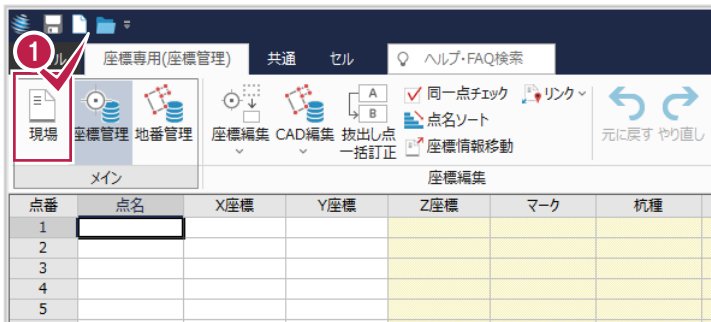 1
ル 座標専用(座標管理) 共通 セル ヘルプ・FAQ検索
現場 座標管理 地番管理 座標編集 CAD編集 抜出し点 一括訂正 A B 同一点チェック リンク 元に戻す やり直し
点名ソート
座標情報移動
メイン 座標編集
点番 点名 X座標 Y座標 Z座標 マーク 杭種
1
2
3
4
5